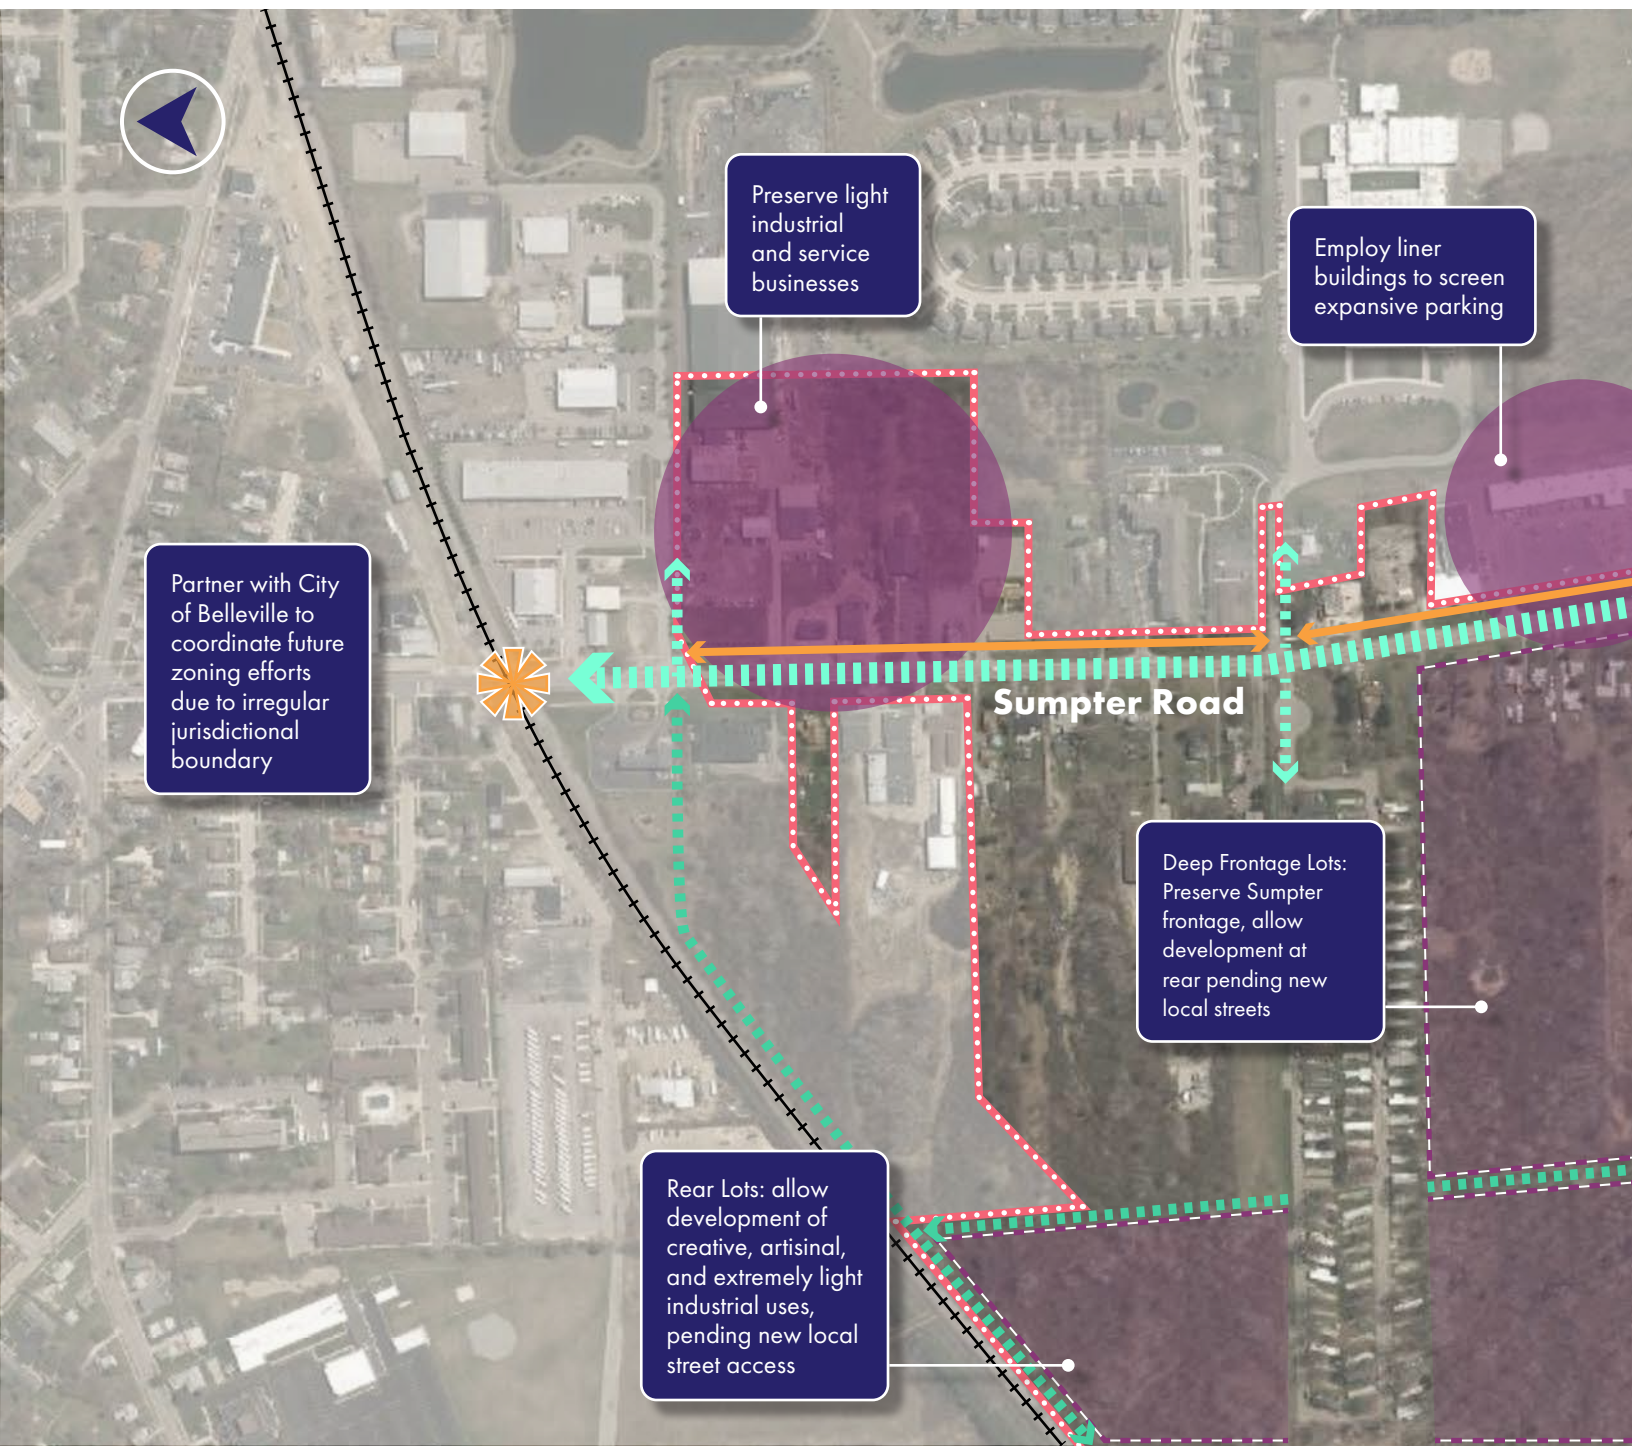 Preserve light
industrial
and service
businesses
Employ liner
buildings to screen
expansive parking
Partner with City
of Belleville to
coordinate future
zoning efforts
due to irregular
jurisdictional
boundary
Sumpter Road
Deep Frontage Lots:
Preserve Sumpter
frontage, allow
development at
rear pending new
local streets
Rear Lots: allow
development of
creative, artisinal,
and extremely light
industrial uses,
pending new local
street access